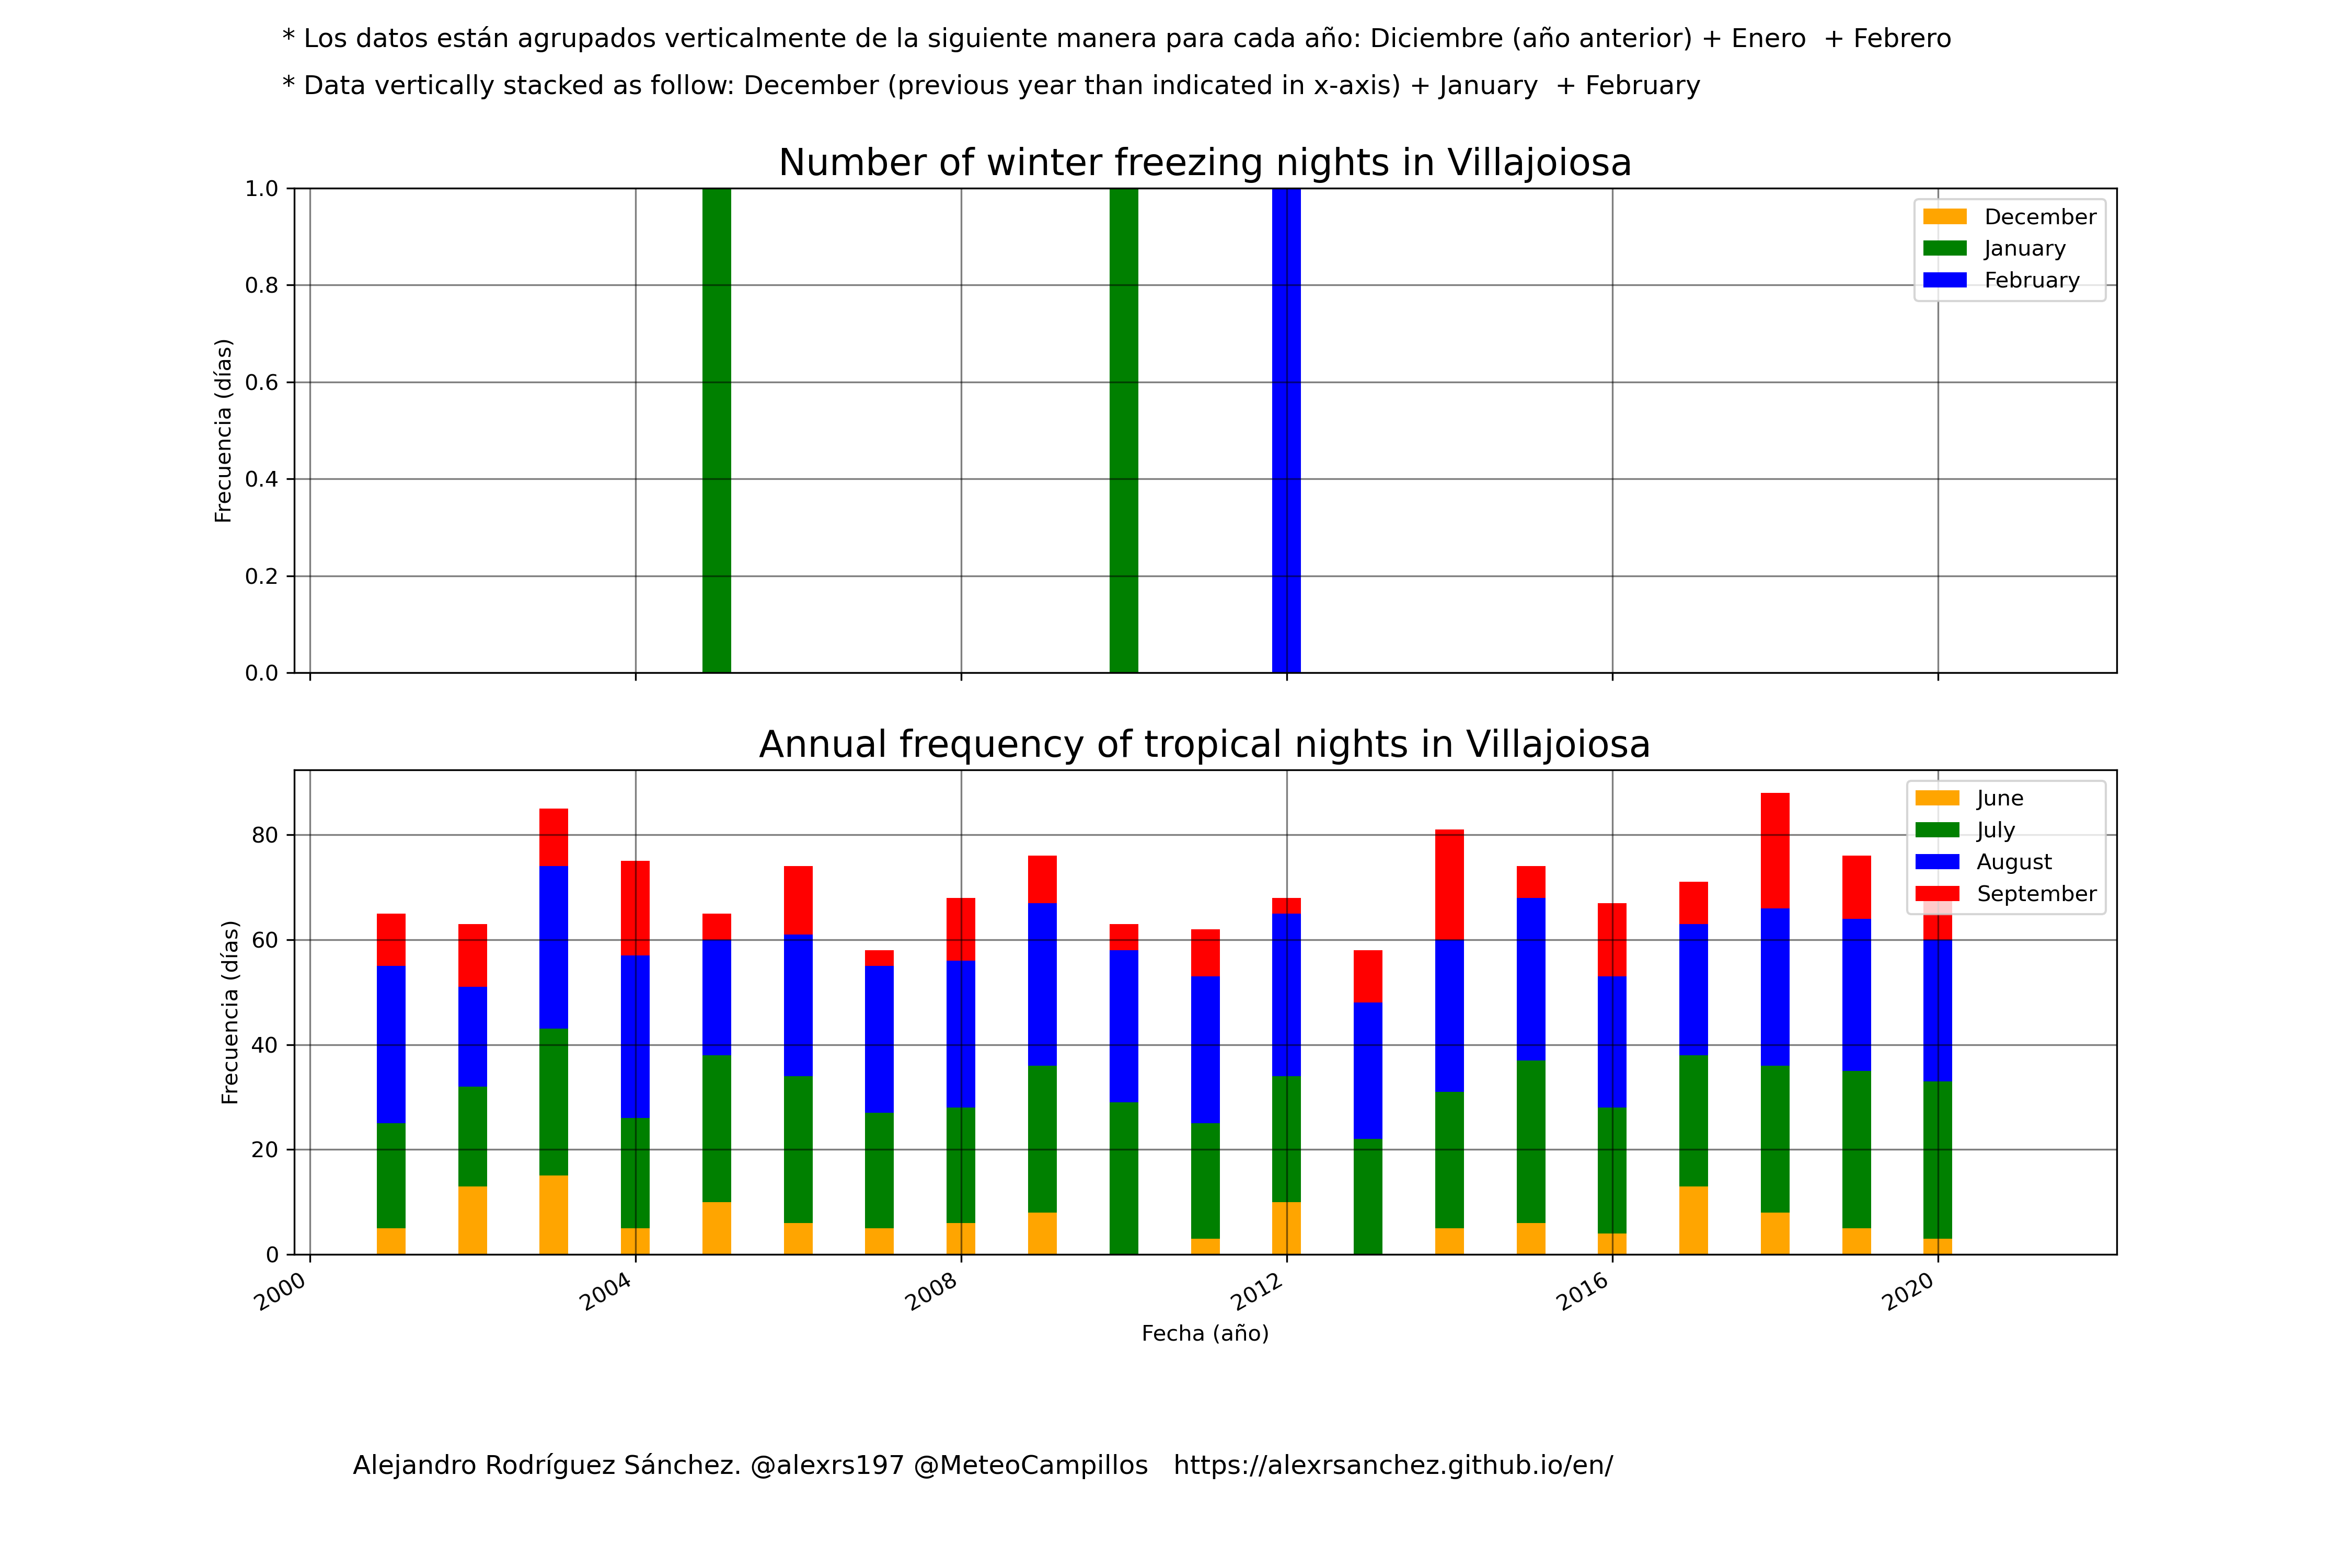 * Los datos están agrupados verticalmente de la siguiente manera para cada año: Diciembre (año anterior) + Enero  + Febrero
* Data vertically stacked as follow: December (previous year than indicated in x-axis) + January  + February
Number of winter freezing nights in Villajoiosa
1.0
0.8
0.6
0.4
0.2
0.0
Frecuencia (días)
December
January
February
Annual frequency of tropical nights in Villajoiosa
80
60
40
20
0
Frecuencia (días)
June
July
August
September
2000
2004
2008
2012
2016
2020
Fecha (año)
Alejandro Rodríguez Sánchez. @alexrs197 @MeteoCampillos   https://alexrsanchez.github.io/en/